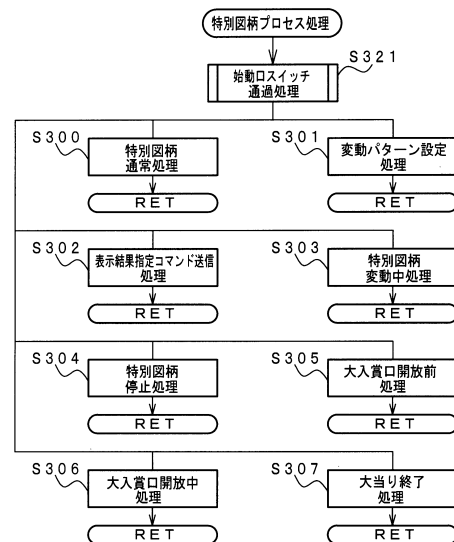 特別図柄プロセス処理
S321
始動口スイッチ
通過処理
S300
特別図柄
通常処理
RET
S301
変動パターン設定
処理
RET
S302
表示結果指定コマンド送信
処理
RET
S303
特別図柄
変動中処理
RET
S304
特別図柄
停止処理
RET
S305
大入賞口開放前
処理
RET
S306
大入賞口開放中
処理
RET
S307
大当り終了
処理
RET